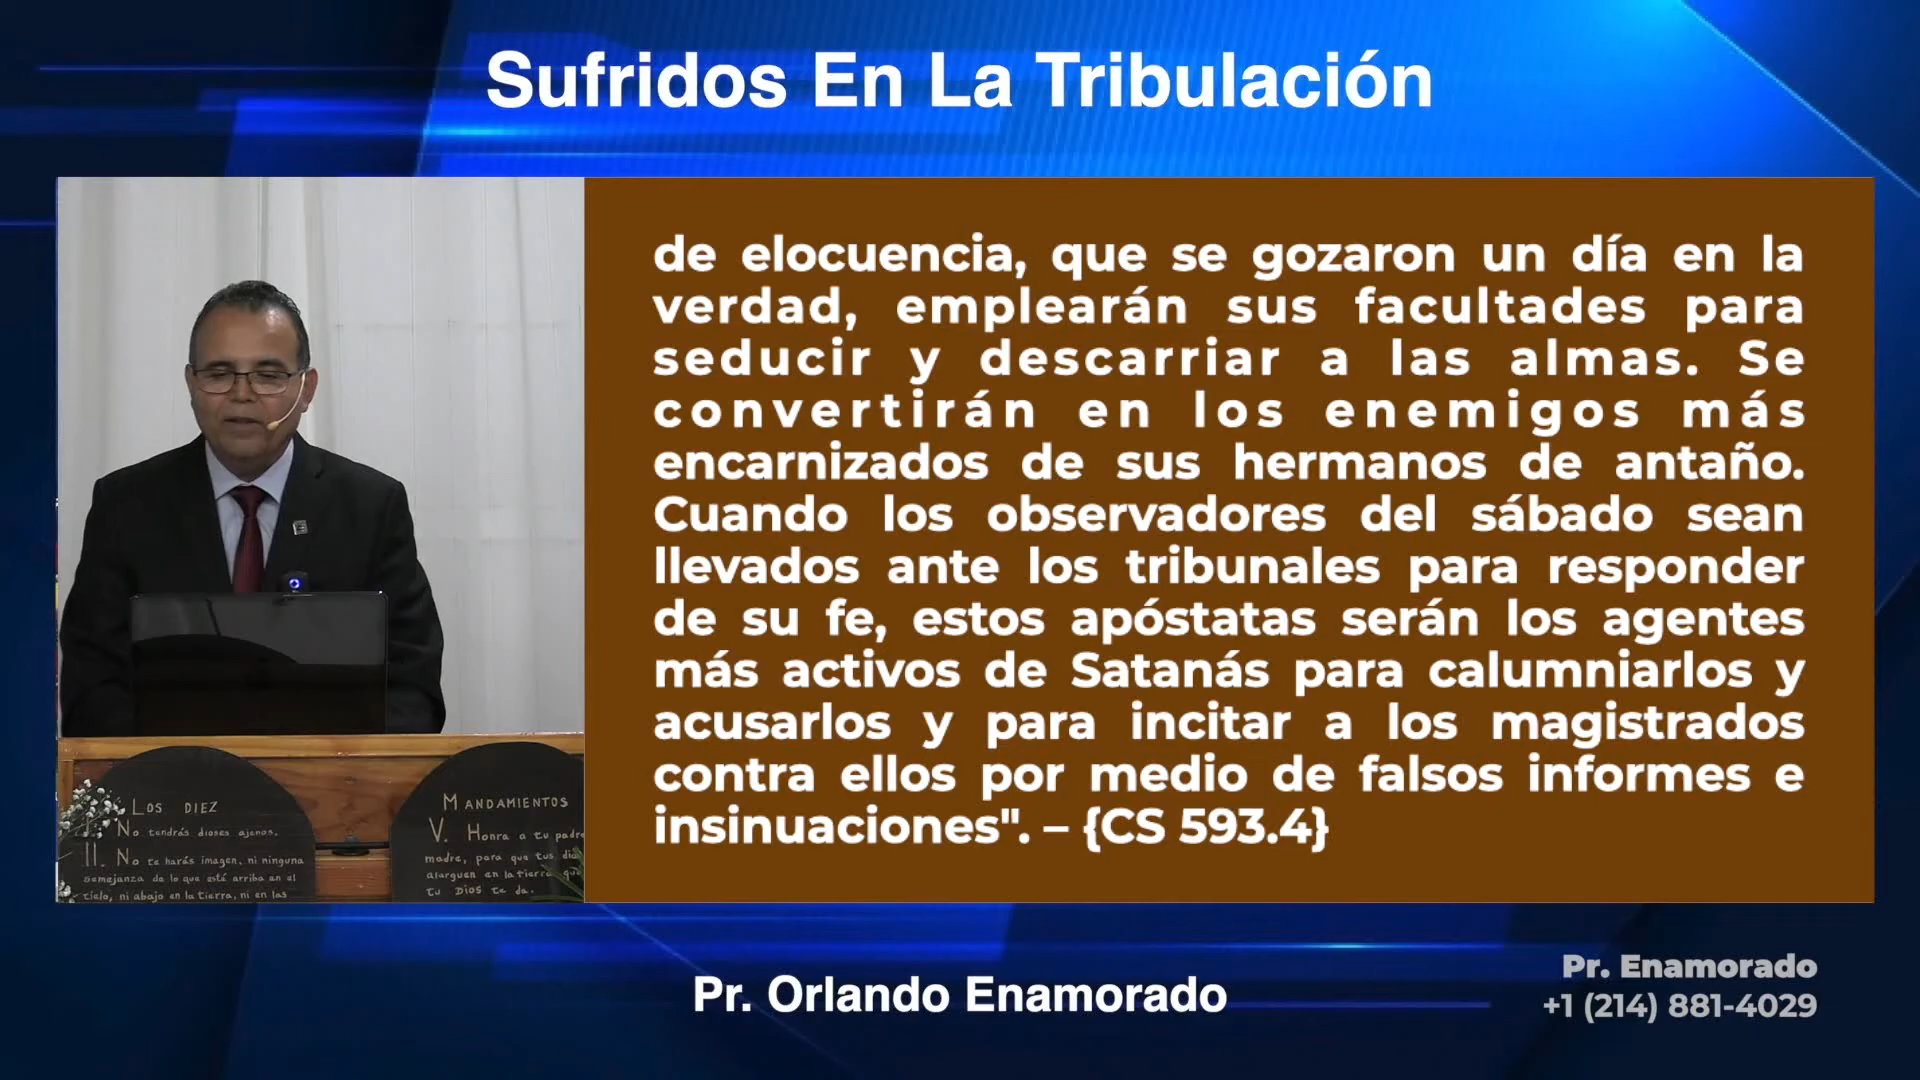 Sufridos En La Tribulación
de elocuencia, que se gozaron un día en la
verdad, emplearán sus facultades para
seducir y descarriar a las almas. Se
convertirán en los enemigos más
encarnizados de sus hermanos de antaño.
Cuando los observadores del sábado sean
llevados ante los tribunales para responder
de su fe, estos apóstatas serán los agentes
más activos de Satanás para calumniarlos y
acusarlos y para incitar a los magistrados
contra ellos por medio de falsos informes e
insinuaciones". – {CS 593.4}
LOS DIEZ
I. No tendrás dioses ajenos.
II. No te harás imagen, ni ninguna
semejanza de lo que esté arriba en el
cielo, ni abajo en la tierra, ni en las
MANDAMIENTOS
V. Honra a tu padre
madre, para que tus
alarguen en la tierra que
tu DIOS te da.
Pr. Orlando Enamorado
Pr. Enamorado
+1 (214) 881-4029